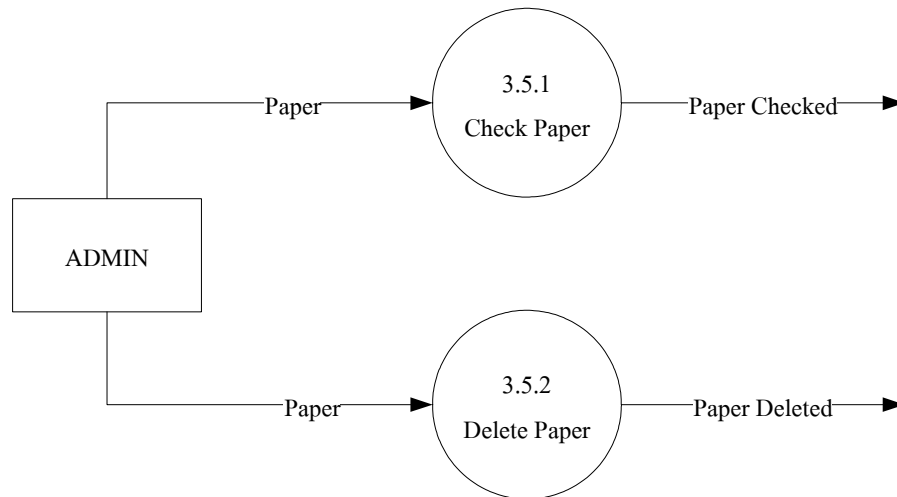 3.5.1
Check Paper
Paper
Paper Checked
ADMIN
3.5.2
Delete Paper
Paper
Paper Deleted